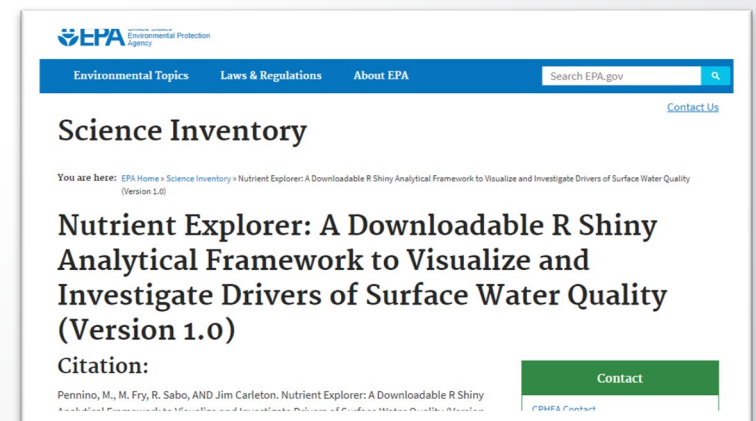 EPA
Environmental Protection
Agency
Environmental Topics Laws & Regulations About EPA Search EPA.gov
Contact Us
Science Inventory
You are here: EPA Home » Science Inventory » Nutrient Explorer: A Downloadable R Shiny Analytical Framework to Visualize and Investigate Drivers of Surface Water Quality
(Version 1.0)
Nutrient Explorer: A Downloadable R Shiny
Analytical Framework to Visualize and
Investigate Drivers of Surface Water Quality
(Version 1.0)
Citation:
Contact
Pennino, M., M. Fry, R. Sabo, AND Jim Carleton. Nutrient Explorer: A Downloadable R Shiny
CPHEA Contact